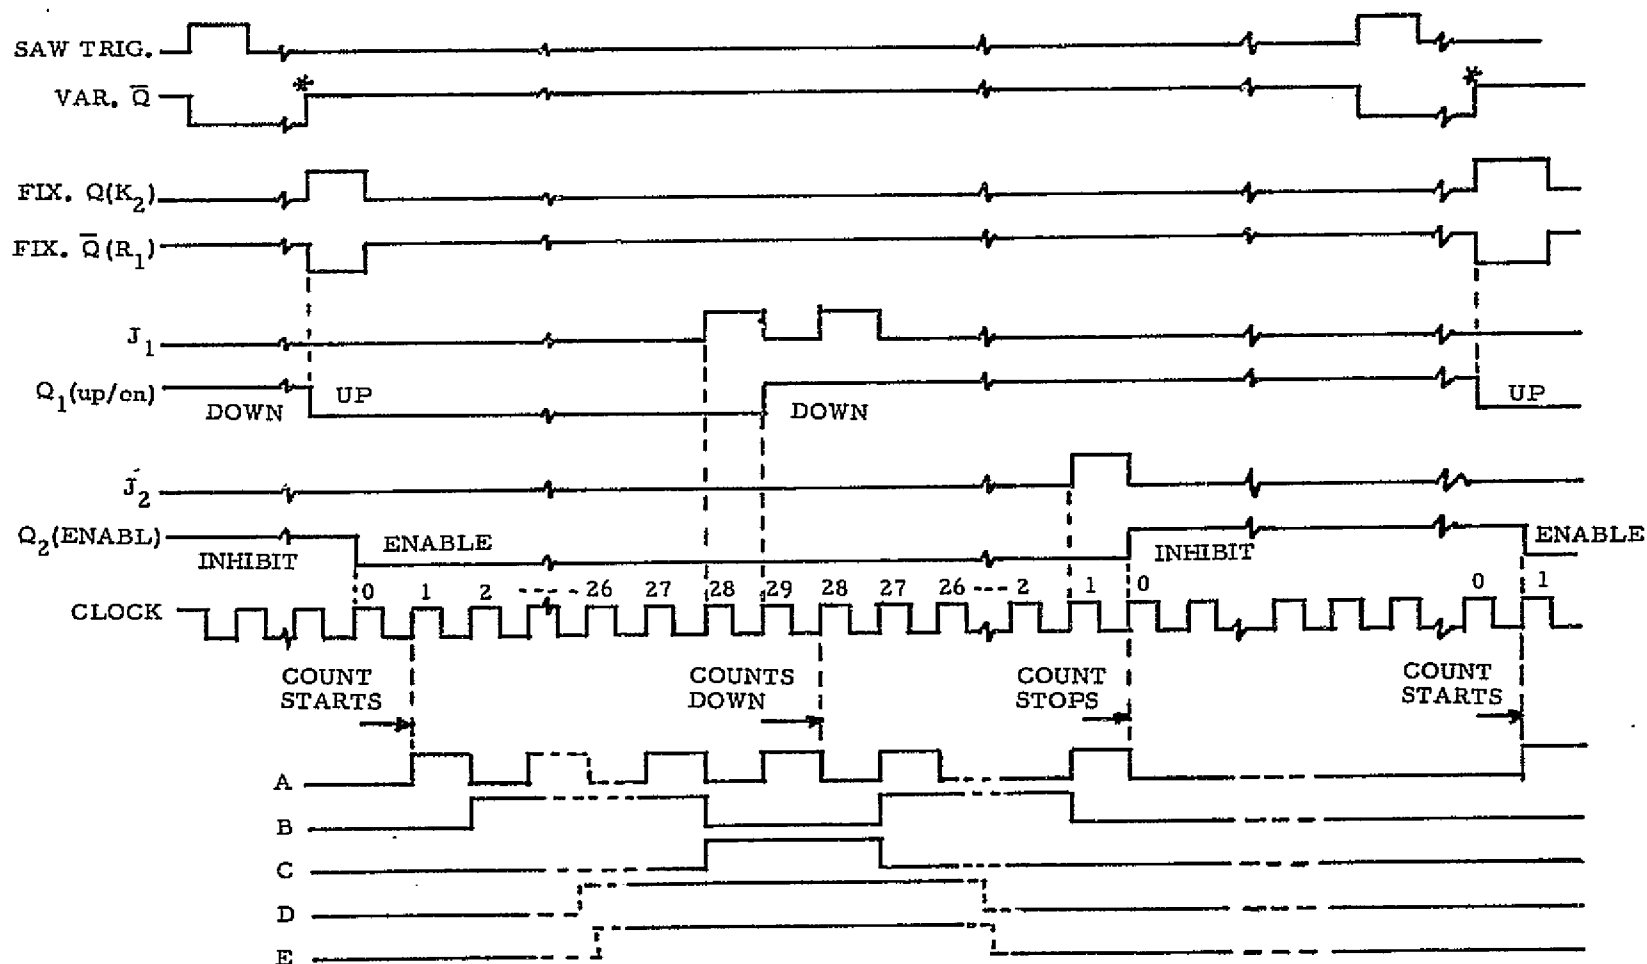 SAW TRIG.
VAR. Q̅ * *
FIX. Q(K₂)
FIX. Q̅(R₁)
J₁
Q₁(up/cn) DOWN UP DOWN UP
J₂
Q₂(ENABL) INHIBIT ENABLE INHIBIT ENABLE
CLOCK 0 1 2 ---- 26 27 28 29 28 27 26 --- 2 1 0 0 1
COUNT STARTS
COUNTS DOWN
COUNT STOPS
COUNT STARTS
A
B
C
D
E